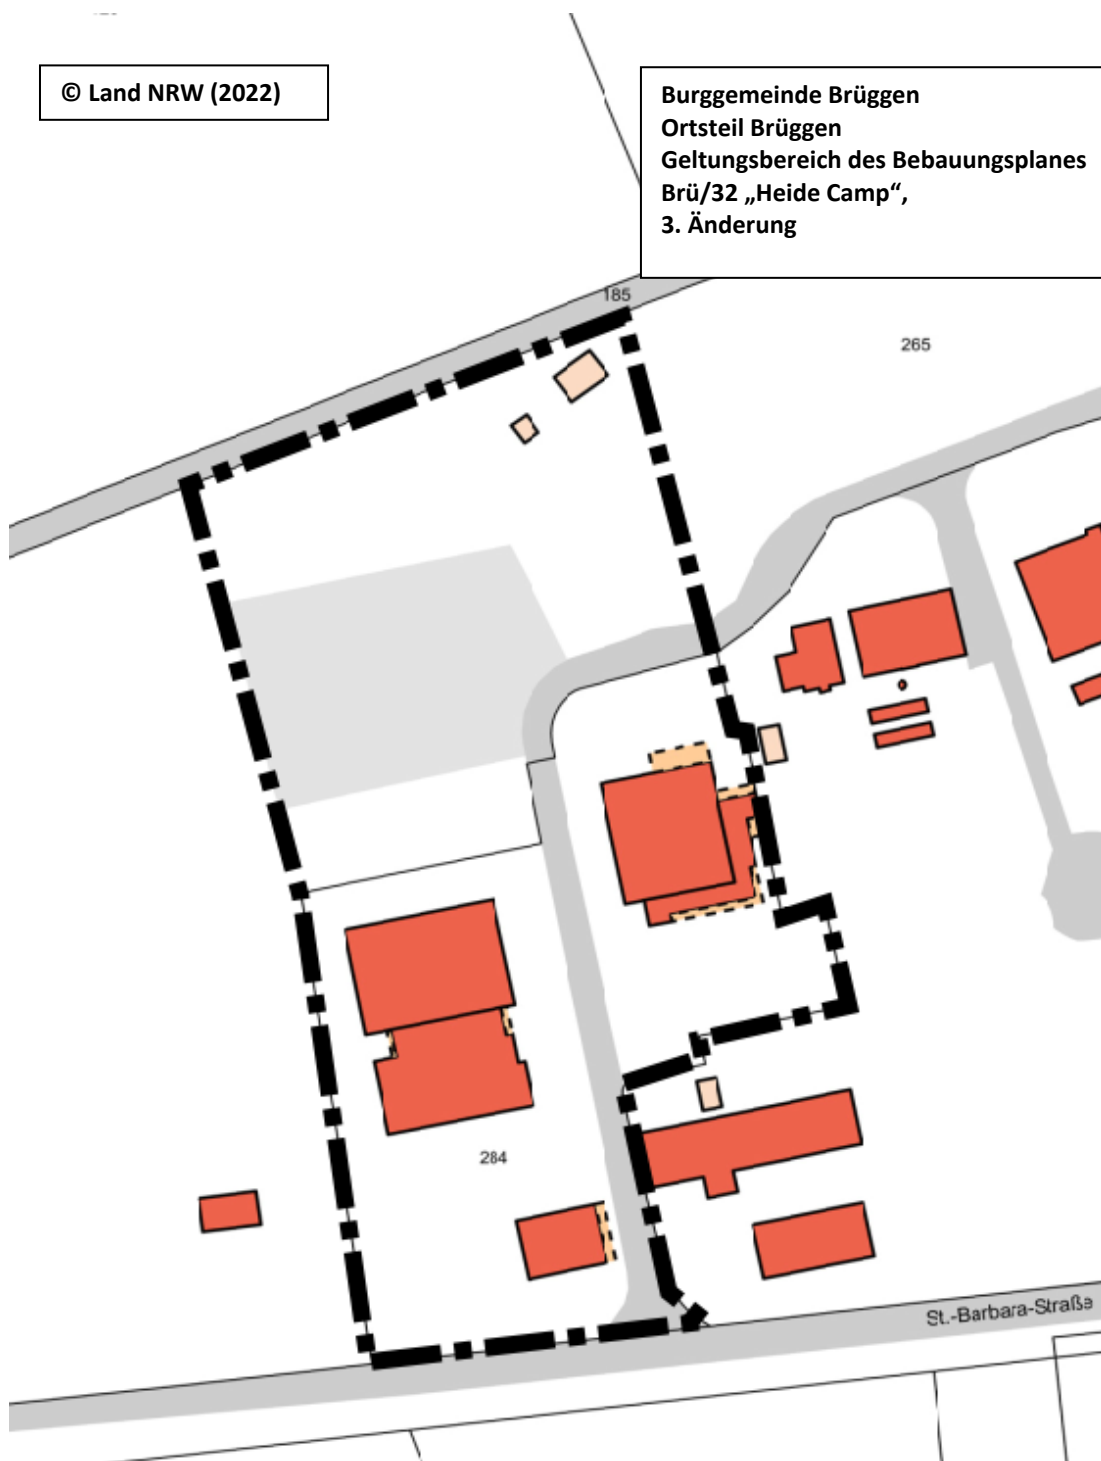 © Land NRW (2022)
Burggemeinde Brüggen
Ortsteil Brüggen
Geltungsbereich des Bebauungsplanes
Brü/32 „Heide Camp“,
3. Änderung
185
265
284
St.-Barbara-Straße